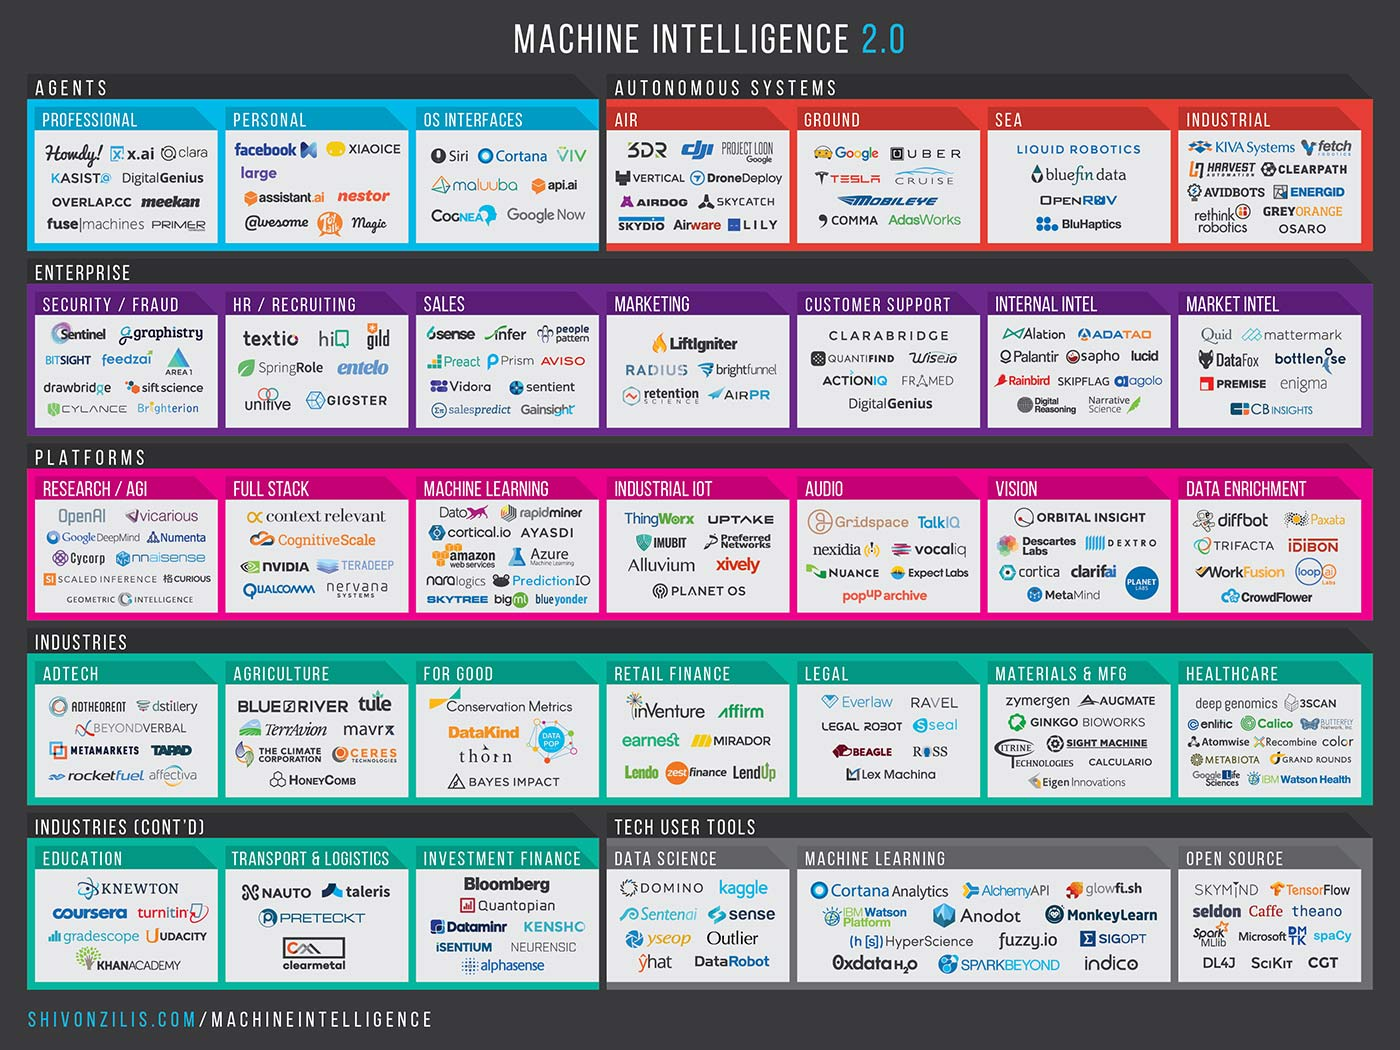 MACHINE INTELLIGENCE 2.0
AGENTS
PROFESSIONAL
Howdy! x.ai clara
KASIST@ DigitalGenius
OVERLAP.CC meekan
fuse|machines PRIMER
PERSONAL
facebook M XIAOICE
large
assistant.ai nestor
@wesome Magic
OS INTERFACES
Siri Cortana VIV
maluuba api.ai
COGNEA Google Now
AUTONOMOUS SYSTEMS
AIR
3DR dji PROJECT LOON
Google
VERTICAL DroneDeploy
AIRDOG SKYCATCH
SKYDIO Airware LILY
GROUND
Google UBER
TESLA CRUISE
MOBILEYE
COMMA AdasWorks
SEA
LIQUID ROBOTICS
bluefin data
OPENROV
BluHaptics
INDUSTRIAL
KIVA Systems fetch
robotics
HARVEST CLEARPATH
AUTOMATION
AVIDBOTS ENERGID
rethink GREYORANGE
robotics OSARO
ENTERPRISE
SECURITY / FRAUD
Sentinel graphistry
BITSIGHT feedzai AREA 1
drawbridge siftscience
CYLANCE Brighterion
HR / RECRUITING
textio hiQ gild
SpringRole entelo
unitive GIGSTER
SALES
6sense infer people
pattern
Preact Prism AVISO
Vidora sentient
salespredict Gainsight
MARKETING
LiftIgniter
RADIUS brightfunnel
retention AIRPR
SCIENCE
CUSTOMER SUPPORT
CLARABRIDGE
QUANTIFIND Wise.io
ACTIONIQ FRAMED
DigitalGenius
INTERNAL INTEL
Alation ADATAO
Palantir sapho lucid
Rainbird SKIPFLAG agolo
Digital Narrative
Reasoning Science
MARKET INTEL
Quid mattermark
DataFox bottlenose
PREMISE enigma
CB INSIGHTS
PLATFORMS
RESEARCH / AGI
OpenAI vicarious
Google DeepMind Numenta
Cycorp nnaisense
SI SCALED INFERENCE CURIOUS
GEOMETRIC INTELLIGENCE
FULL STACK
context relevant
CognitiveScale
NVIDIA TERADEEP
QUALCOMM nervana
SYSTEMS
MACHINE LEARNING
Dato rapidminer
cortical.io AYASDI
amazon Azure
web services Machine Learning
naralogics PredictionIO
SKYTREE bigml blueyonder
INDUSTRIAL IOT
ThingWorx UPTAKE
IMUBIT Preferred
Networks
Alluvium xively
PLANET OS
AUDIO
Gridspace TalkIQ
nexidia vocaliq
NUANCE Expect Labs
popup archive
VISION
ORBITAL INSIGHT
Descartes DEXTRO
Labs
cortica clarifai PLANET
LABS
MetaMind
DATA ENRICHMENT
diffbot Paxata
TRIFACTA IDIBON
WorkFusion loop ai
Labs
CrowdFlower
INDUSTRIES
ADTECH
ADTHEORENT dstillery
BEYONDVERBAL
METAMARKETS TAPAD
rocketfuel affectiva
AGRICULTURE
BLUE RIVER tule
TerrAvion mavrx
THE CLIMATE CERES
CORPORATION TECHNOLOGIES
HONEYCOMB
FOR GOOD
Conservation Metrics
DataKind DATA
POP
thorn
BAYES IMPACT
RETAIL FINANCE
inVenture affirm
earnest MIRADOR
Lendo zestfinance LendUp
LEGAL
Everlaw RAVEL
LEGAL ROBOT seal
BEAGLE ROSS
Lex Machina
MATERIALS & MFG
zymergen AUGMATE
GINKGO BIOWORKS
CITRINE SIGHT MACHINE
TECHNOLOGIES CALCULARIO
Eigen Innovations
HEALTHCARE
deep genomics 3SCAN
enlitic Calico BUTTERFLY
Network, Inc.
Atomwise Recombine color
METABIOTA GRAND ROUNDS
Google Life IBM Watson Health
Sciences
INDUSTRIES (CONT'D)
EDUCATION
KNEWTON
coursera turnitin
gradescope UDACITY
KHANACADEMY
TRANSPORT & LOGISTICS
NAUTO taleris
PRETECKT
clearmetal
INVESTMENT FINANCE
Bloomberg
Quantopian
Dataminr KENSHO
iSENTIUM NEURENSIC
alphasense
TECH USER TOOLS
DATA SCIENCE
DOMINO kaggle
Sentenai sense
yseop Outlier
ŷhat DataRobot
MACHINE LEARNING
Cortana Analytics AlchemyAPI glowfi.sh
IBM Watson Anodot MonkeyLearn
Platform
(h[s]) HyperScience fuzzy.io SIGOPT
0xdata H2O SPARKBEYOND indico
OPEN SOURCE
SKYMIND TensorFlow
seldon Caffe theano
Spark Microsoft DMTK spaCy
MLlib
DL4J SciKit CGT
SHIVONZILIS.COM/MACHINEINTELLIGENCE